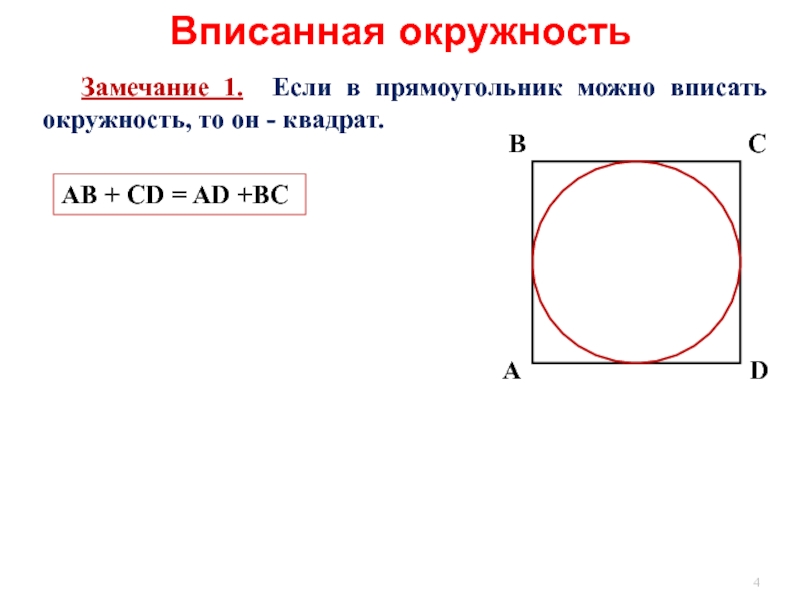 Вписанная окружность
Замечание 1. Если в прямоугольник можно вписать
окружность, то он - квадрат.
B C
AB + CD = AD +BC
A D
4